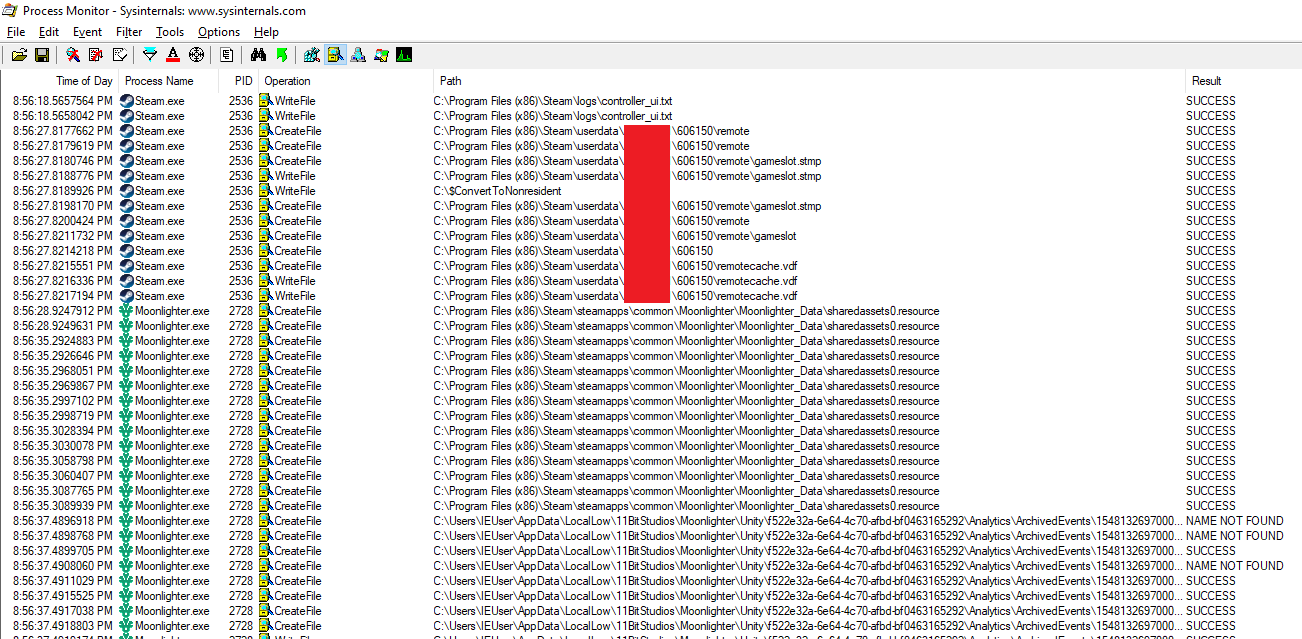 Process Monitor - Sysinternals: www.sysinternals.com
File Edit Event Filter Tools Options Help
Time of Day Process Name PID Operation Path Result
8:56:18.5657564 PM Steam.exe 2536 WriteFile C:\Program Files (x86)\Steam\logs\controller_ui.txt SUCCESS
8:56:18.5658042 PM Steam.exe 2536 WriteFile C:\Program Files (x86)\Steam\logs\controller_ui.txt SUCCESS
8:56:27.8177662 PM Steam.exe 2536 CreateFile C:\Program Files (x86)\Steam\userdata\ \606150\remote SUCCESS
8:56:27.8179619 PM Steam.exe 2536 CreateFile C:\Program Files (x86)\Steam\userdata\ \606150\remote SUCCESS
8:56:27.8180746 PM Steam.exe 2536 CreateFile C:\Program Files (x86)\Steam\userdata\ \606150\remote\gameslot.stmp SUCCESS
8:56:27.8188776 PM Steam.exe 2536 WriteFile C:\Program Files (x86)\Steam\userdata\ \606150\remote\gameslot.stmp SUCCESS
8:56:27.8189926 PM Steam.exe 2536 WriteFile C:\$ConvertToNonresident SUCCESS
8:56:27.8198170 PM Steam.exe 2536 CreateFile C:\Program Files (x86)\Steam\userdata\ \606150\remote\gameslot.stmp SUCCESS
8:56:27.8200424 PM Steam.exe 2536 CreateFile C:\Program Files (x86)\Steam\userdata\ \606150\remote SUCCESS
8:56:27.8211732 PM Steam.exe 2536 CreateFile C:\Program Files (x86)\Steam\userdata\ \606150\remote\gameslot SUCCESS
8:56:27.8214218 PM Steam.exe 2536 CreateFile C:\Program Files (x86)\Steam\userdata\ \606150 SUCCESS
8:56:27.8215551 PM Steam.exe 2536 CreateFile C:\Program Files (x86)\Steam\userdata\ \606150\remotecache.vdf SUCCESS
8:56:27.8216336 PM Steam.exe 2536 WriteFile C:\Program Files (x86)\Steam\userdata\ \606150\remotecache.vdf SUCCESS
8:56:27.8217194 PM Steam.exe 2536 WriteFile C:\Program Files (x86)\Steam\userdata\ \606150\remotecache.vdf SUCCESS
8:56:28.9247912 PM Moonlighter.exe 2728 CreateFile C:\Program Files (x86)\Steam\steamapps\common\Moonlighter\Moonlighter_Data\sharedassets0.resource SUCCESS
8:56:28.9249631 PM Moonlighter.exe 2728 CreateFile C:\Program Files (x86)\Steam\steamapps\common\Moonlighter\Moonlighter_Data\sharedassets0.resource SUCCESS
8:56:35.2924883 PM Moonlighter.exe 2728 CreateFile C:\Program Files (x86)\Steam\steamapps\common\Moonlighter\Moonlighter_Data\sharedassets0.resource SUCCESS
8:56:35.2926646 PM Moonlighter.exe 2728 CreateFile C:\Program Files (x86)\Steam\steamapps\common\Moonlighter\Moonlighter_Data\sharedassets0.resource SUCCESS
8:56:35.2968051 PM Moonlighter.exe 2728 CreateFile C:\Program Files (x86)\Steam\steamapps\common\Moonlighter\Moonlighter_Data\sharedassets0.resource SUCCESS
8:56:35.2969867 PM Moonlighter.exe 2728 CreateFile C:\Program Files (x86)\Steam\steamapps\common\Moonlighter\Moonlighter_Data\sharedassets0.resource SUCCESS
8:56:35.2997102 PM Moonlighter.exe 2728 CreateFile C:\Program Files (x86)\Steam\steamapps\common\Moonlighter\Moonlighter_Data\sharedassets0.resource SUCCESS
8:56:35.2998719 PM Moonlighter.exe 2728 CreateFile C:\Program Files (x86)\Steam\steamapps\common\Moonlighter\Moonlighter_Data\sharedassets0.resource SUCCESS
8:56:35.3028394 PM Moonlighter.exe 2728 CreateFile C:\Program Files (x86)\Steam\steamapps\common\Moonlighter\Moonlighter_Data\sharedassets0.resource SUCCESS
8:56:35.3030078 PM Moonlighter.exe 2728 CreateFile C:\Program Files (x86)\Steam\steamapps\common\Moonlighter\Moonlighter_Data\sharedassets0.resource SUCCESS
8:56:35.3058798 PM Moonlighter.exe 2728 CreateFile C:\Program Files (x86)\Steam\steamapps\common\Moonlighter\Moonlighter_Data\sharedassets0.resource SUCCESS
8:56:35.3060407 PM Moonlighter.exe 2728 CreateFile C:\Program Files (x86)\Steam\steamapps\common\Moonlighter\Moonlighter_Data\sharedassets0.resource SUCCESS
8:56:35.3087765 PM Moonlighter.exe 2728 CreateFile C:\Program Files (x86)\Steam\steamapps\common\Moonlighter\Moonlighter_Data\sharedassets0.resource SUCCESS
8:56:35.3089939 PM Moonlighter.exe 2728 CreateFile C:\Program Files (x86)\Steam\steamapps\common\Moonlighter\Moonlighter_Data\sharedassets0.resource SUCCESS
8:56:37.4896918 PM Moonlighter.exe 2728 CreateFile C:\Users\IEUser\AppData\LocalLow\11BitStudios\Moonlighter\Unity\f522e32a-6e64-4c70-afbd-bf0463165292\Analytics\ArchivedEvents\1548132697000... NAME NOT FOUND
8:56:37.4898768 PM Moonlighter.exe 2728 CreateFile C:\Users\IEUser\AppData\LocalLow\11BitStudios\Moonlighter\Unity\f522e32a-6e64-4c70-afbd-bf0463165292\Analytics\ArchivedEvents\1548132697000... NAME NOT FOUND
8:56:37.4899705 PM Moonlighter.exe 2728 CreateFile C:\Users\IEUser\AppData\LocalLow\11BitStudios\Moonlighter\Unity\f522e32a-6e64-4c70-afbd-bf0463165292\Analytics\ArchivedEvents\1548132697000... SUCCESS
8:56:37.4908060 PM Moonlighter.exe 2728 CreateFile C:\Users\IEUser\AppData\LocalLow\11BitStudios\Moonlighter\Unity\f522e32a-6e64-4c70-afbd-bf0463165292\Analytics\ArchivedEvents\1548132697000... NAME NOT FOUND
8:56:37.4911029 PM Moonlighter.exe 2728 CreateFile C:\Users\IEUser\AppData\LocalLow\11BitStudios\Moonlighter\Unity\f522e32a-6e64-4c70-afbd-bf0463165292\Analytics\ArchivedEvents\1548132697000... SUCCESS
8:56:37.4915525 PM Moonlighter.exe 2728 CreateFile C:\Users\IEUser\AppData\LocalLow\11BitStudios\Moonlighter\Unity\f522e32a-6e64-4c70-afbd-bf0463165292\Analytics\ArchivedEvents\1548132697000... SUCCESS
8:56:37.4917038 PM Moonlighter.exe 2728 CreateFile C:\Users\IEUser\AppData\LocalLow\11BitStudios\Moonlighter\Unity\f522e32a-6e64-4c70-afbd-bf0463165292\Analytics\ArchivedEvents\1548132697000... SUCCESS
8:56:37.4918803 PM Moonlighter.exe 2728 CreateFile C:\Users\IEUser\AppData\LocalLow\11BitStudios\Moonlighter\Unity\f522e32a-6e64-4c70-afbd-bf0463165292\Analytics\ArchivedEvents\1548132697000... SUCCESS